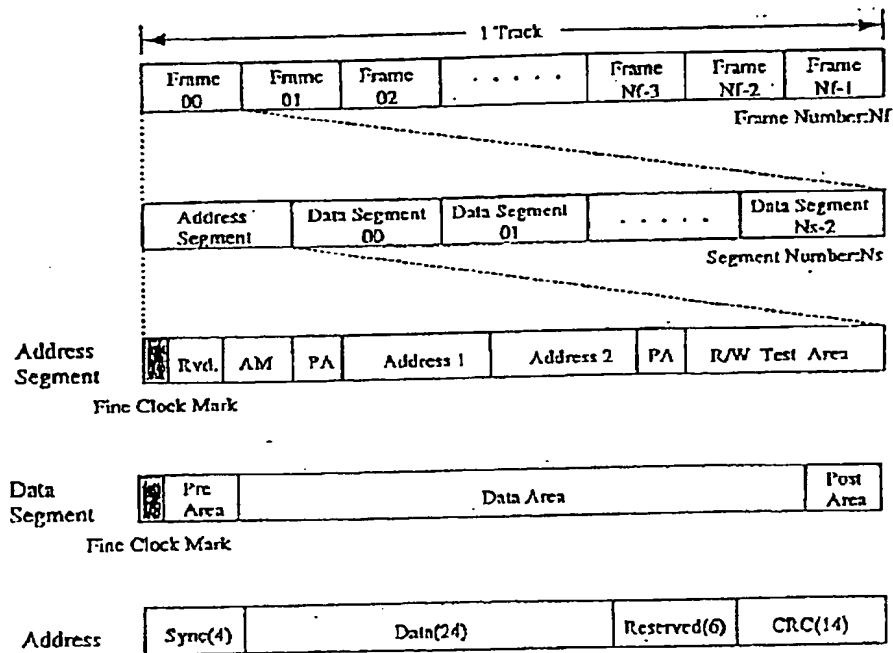 1 Track
Frame 00 Frame 01 Frame 02 . . . . . Frame Nf-3 Frame Nf-2 Frame Nf-1
Frame Number:Nf
Address Segment Data Segment 00 Data Segment 01 . . . . . Data Segment Ns-2
Segment Number:Ns
Address Segment Rvd. AM PA Address 1 Address 2 PA R/W Test Area
Fine Clock Mark
Data Segment Pre Area Data Area Post Area
Fine Clock Mark
Address Sync(4) Data(24) Reserved(6) CRC(14)